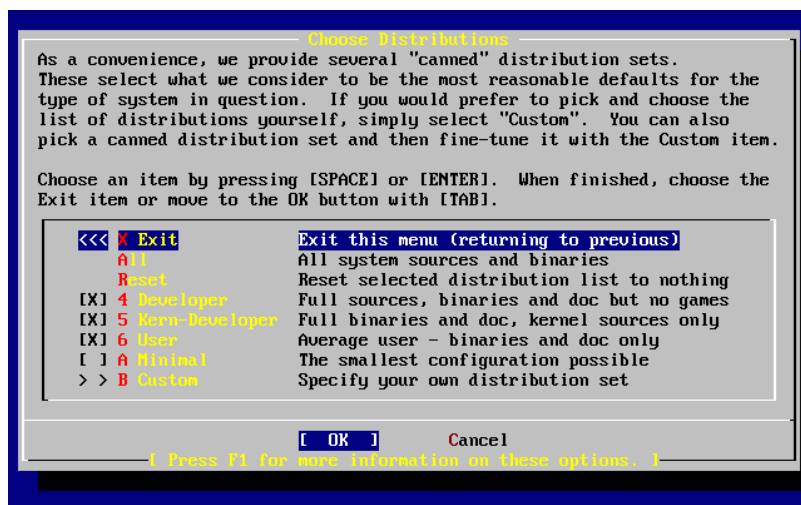 Choose Distributions
As a convenience, we provide several "canned" distribution sets.
These select what we consider to be the most reasonable defaults for the
type of system in question.  If you would prefer to pick and choose the
list of distributions yourself, simply select "Custom".  You can also
pick a canned distribution set and then fine-tune it with the Custom item.
Choose an item by pressing [SPACE] or [ENTER].  When finished, choose the
Exit item or move to the OK button with [TAB].
<<< X Exit Exit this menu (returning to previous)
All All system sources and binaries
Reset Reset selected distribution list to nothing
[X] 4 Developer Full sources, binaries and doc but no games
[X] 5 Kern-Developer Full binaries and doc, kernel sources only
[X] 6 User Average user - binaries and doc only
[ ] A Minimal The smallest configuration possible
> > B Custom Specify your own distribution set
[ OK ] Cancel
[ Press F1 for more information on these options. ]